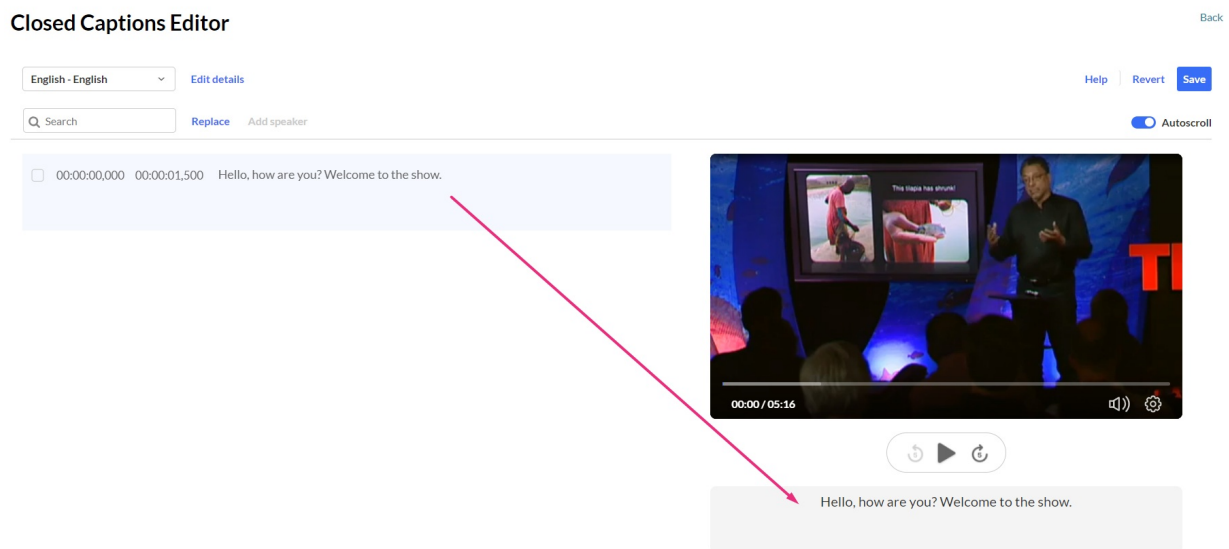 Closed Captions Editor
Back
English - English
Edit details
Help
Revert
Save
Search
Replace
Add speaker
Autoscroll
00:00:00,000 00:00:01,500 Hello, how are you? Welcome to the show.
This tilapia has shrunk!
00:00 / 05:16
5
5
Hello, how are you? Welcome to the show.